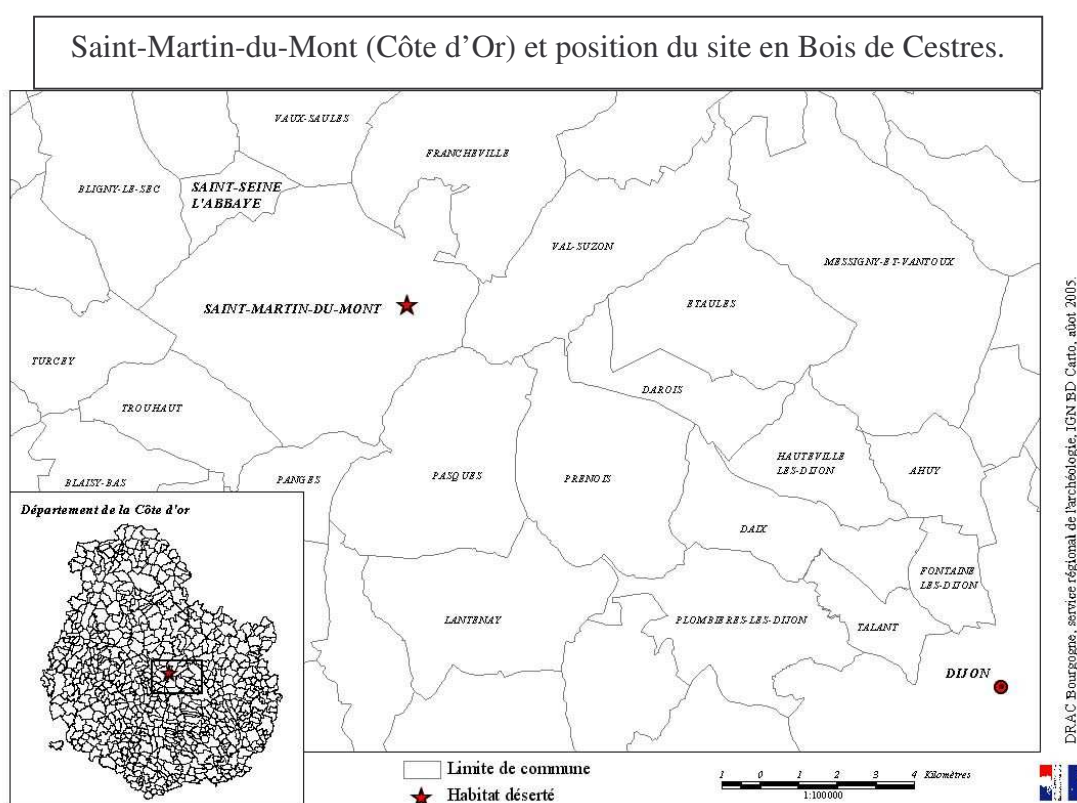 Saint-Martin-du-Mont (Côte d'Or) et position du site en Bois de Cestres.
VAUX-SAULES
FRANCHEVILLE
BLIGNY-LE-SEC
SAINT-SEINE
L'ABBAYE
VAL-SUZON
MESSIGNY-ET-VANTOUX
SAINT-MARTIN-DU-MONT
ETAULES
TURCEY
DAROIS
TROUHAUT
HAUTEVILLE
LES-DIJON
AHUY
BLAISY-BAS
PANGES
PASQUES
PRENOIS
Département de la Côte d'or
DAIX
FONTAINE
LES-DIJON
LANTENAY
PLOMBIERES-LES-DIJON
TALANT
DIJON
Limite de commune
Habitat déserté
1 0 1 2 3 4 Kilomètres
1:100000
DRAC Bourgogne, service régional de l'archéologie, IGN BD Carto, aôut 2005.